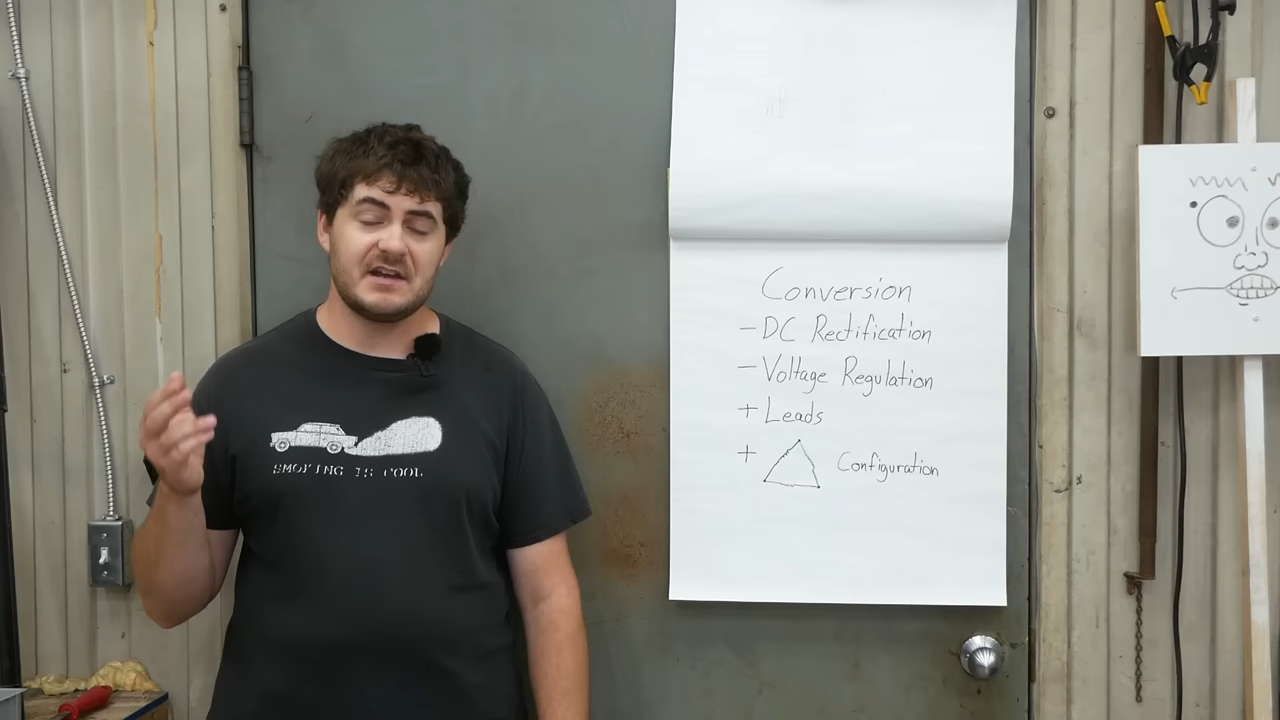 SMOKING IS COOL
Conversion
- DC Rectification
- Voltage Regulation
+ Leads
+ Configuration